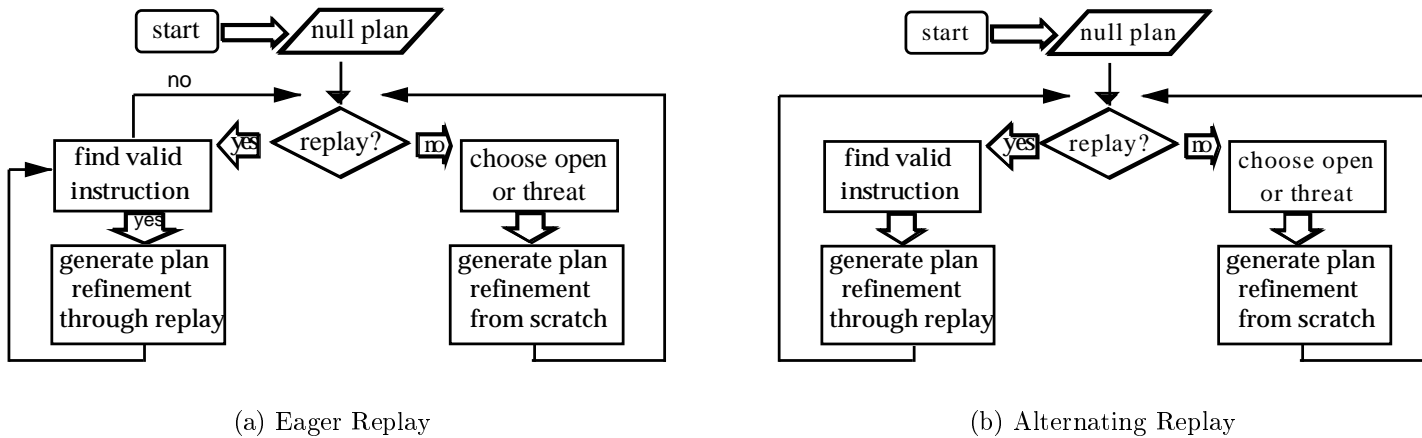 start
null plan
no
replay?
yes
no
find valid
instruction
choose open
or threat
yes
generate plan
refinement
through replay
generate plan
refinement
from scratch
(a) Eager Replay
start
null plan
replay?
yes
no
find valid
instruction
choose open
or threat
generate plan
refinement
through replay
generate plan
refinement
from scratch
(b) Alternating Replay